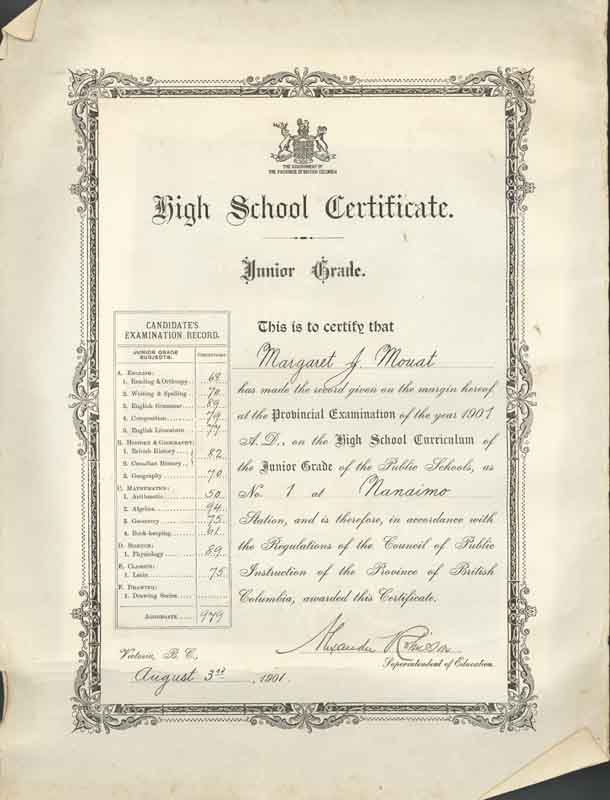 THE GOVERNMENT OF
THE PROVINCE OF BRITISH COLUMBIA
High School Certificate.
Junior Grade.
CANDIDATE'S
EXAMINATION RECORD.
JUNIOR GRADE
SUBJECTS.
A. ENGLISH:
1. Reading & Orthoepy 68
2. Writing & Spelling 70
3. English Grammar 89
4. Composition 79
5. English Literature 77
B. HISTORY & GEOGRAPHY:
1. British History
2. Canadian History 82
3. Geography 70
C. MATHEMATICS:
1. Arithmetic 50
2. Algebra 94
3. Geometry 75
4. Book-keeping 61
D. SCIENCE:
1. Physiology 89
E. CLASSICS:
1. Latin 75
F. DRAWING:
1. Drawing Series
AGGREGATE 979
This is to certify that
Margaret J. Mouat
has made the record given on the margin hereof
at the Provincial Examination of the year 1901
A.D., on the High School Curriculum of
the Junior Grade of the Public Schools, as
No. 1 at Nanaimo
Station, and is therefore, in accordance with
the Regulations of the Council of Public
Instruction of the Province of British
Columbia, awarded this Certificate.
Alexander Robinson
Superintendent of Education.
Victoria, B. C.,
August 3rd, 1901.